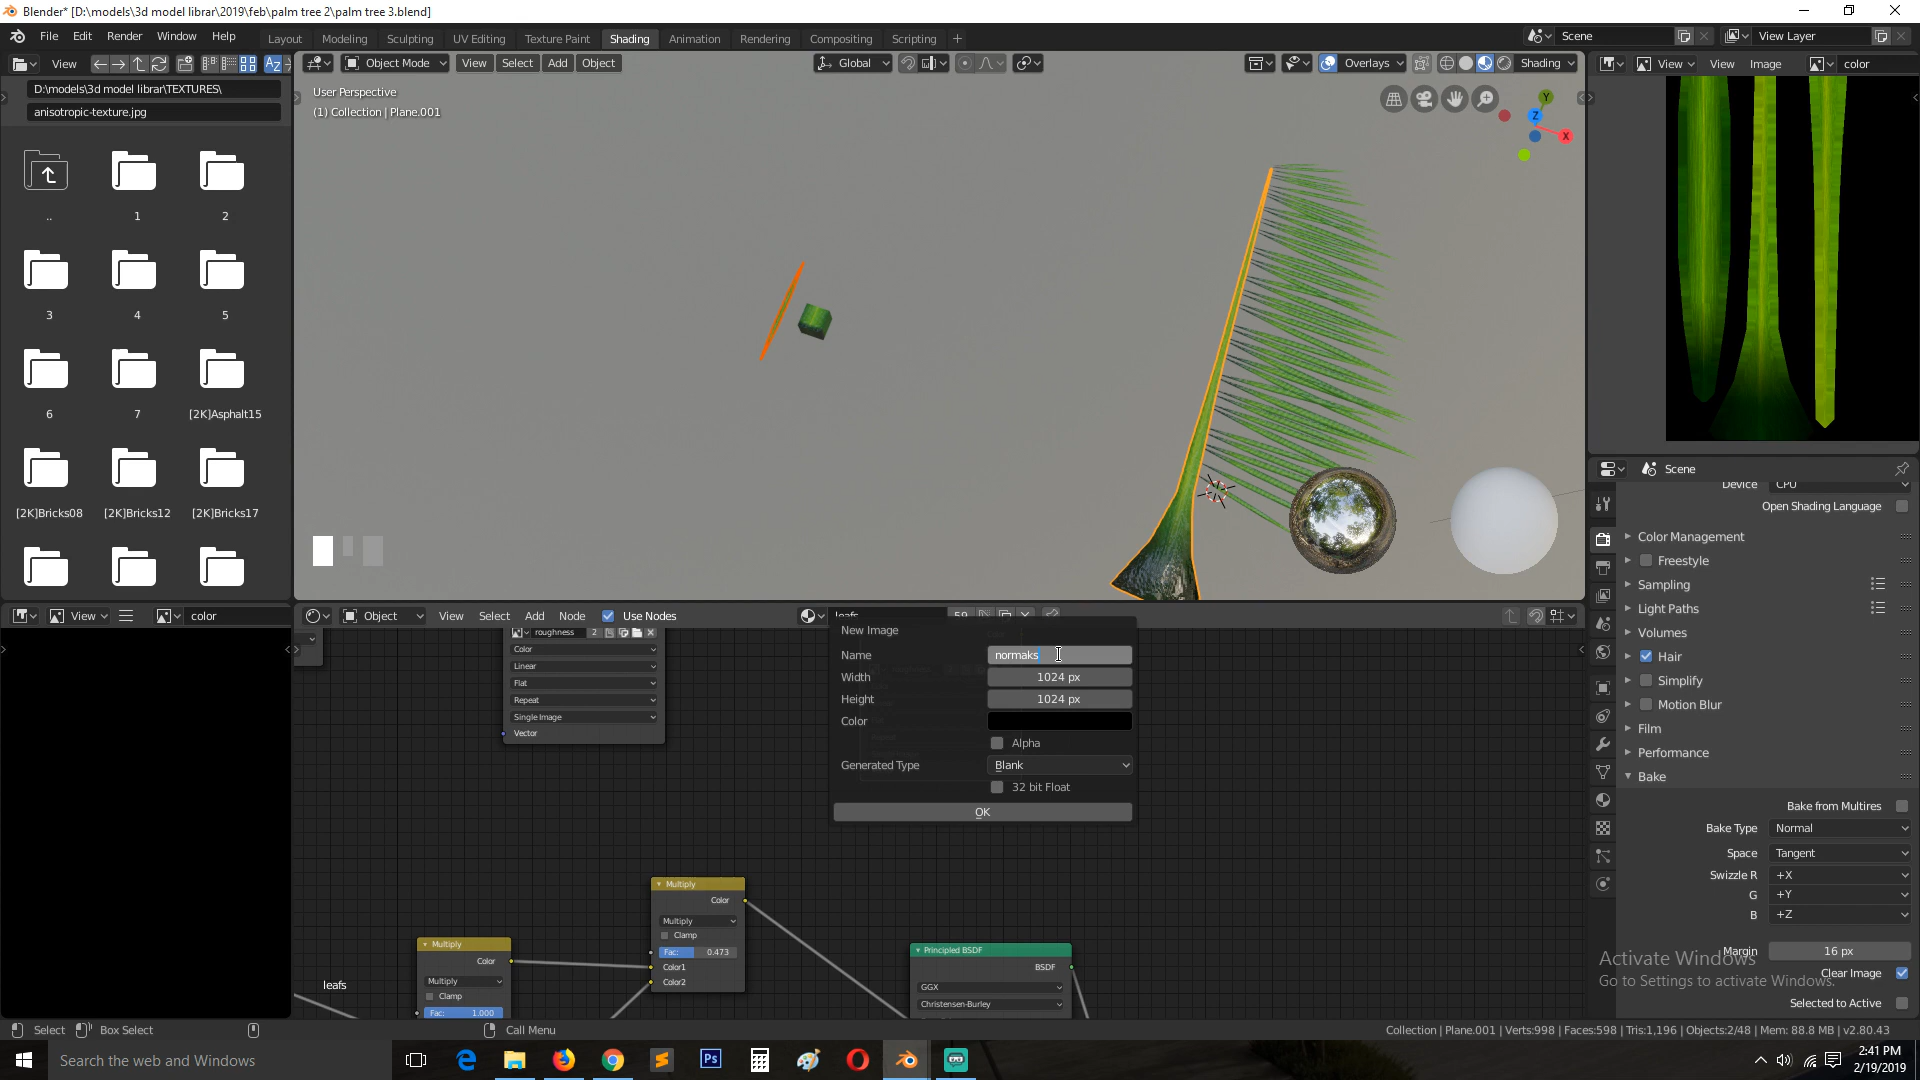 Blender* [D:\models\3d model librar\2019\feb\palm tree 2\palm tree 3.blend]
File Edit Render Window Help Layout Modeling Sculpting UV Editing Texture Paint Shading Animation Rendering Compositing Scripting + Scene View Layer
View Az Object Mode View Select Add Object Global Overlays Shading View View Image color
D:\models\3d model librar\TEXTURES\
anisotropic-texture.jpg
User Perspective
(1) Collection | Plane.001
Y
Z
X
.. 1 2
3 4 5
6 7 [2K]Asphalt15
[2K]Bricks08 [2K]Bricks12 [2K]Bricks17
Scene
Device CPU
Open Shading Language
Color Management
Freestyle
Sampling
Light Paths
Volumes
Hair
Simplify
Motion Blur
Film
Performance
Bake
Bake from Multires
Bake Type Normal
Space Tangent
Swizzle R +X
G +Y
B +Z
Margin 16 px
Clear Image
Selected to Active
Activate Windows
Go to Settings to activate Windows.
View color Object View Select Add Node Use Nodes leafs 59
roughness 2
Color
Linear
Flat
Repeat
Single Image
Vector
New Image
Name normaks
Width 1024 px
Height 1024 px
Color
Alpha
Generated Type Blank
32 bit Float
OK
Multiply
Color
Multiply
Clamp
Fac: 0.473
Color1
Color2
Multiply
Color
Multiply
Clamp
Fac: 1.000
Principled BSDF
BSDF
GGX
Christensen-Burley
leafs
Select Box Select Call Menu Collection | Plane.001 | Verts:998 | Faces:598 | Tris:1,196 | Objects:2/48 | Mem: 88.8 MB | v2.80.43
Search the web and Windows
Ps
2:41 PM
2/19/2019